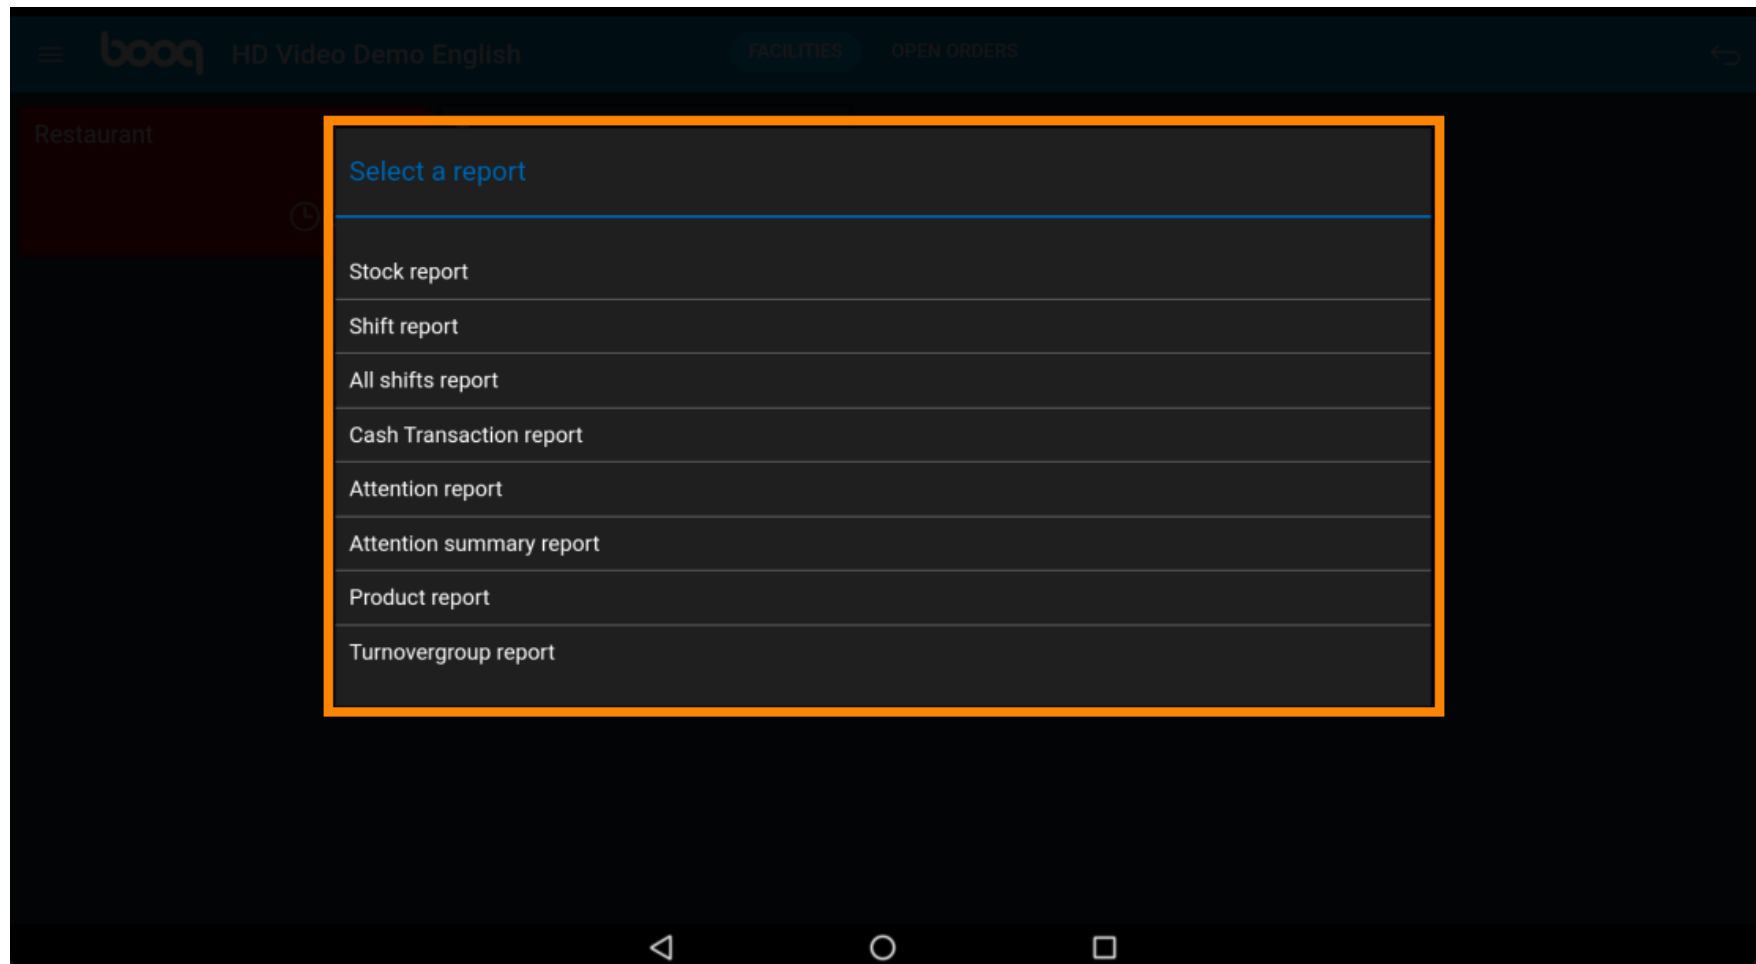 booq HD Video Demo English FACILITIES OPEN ORDERS
Restaurant
Select a report
Stock report
Shift report
All shifts report
Cash Transaction report
Attention report
Attention summary report
Product report
Turnovergroup report